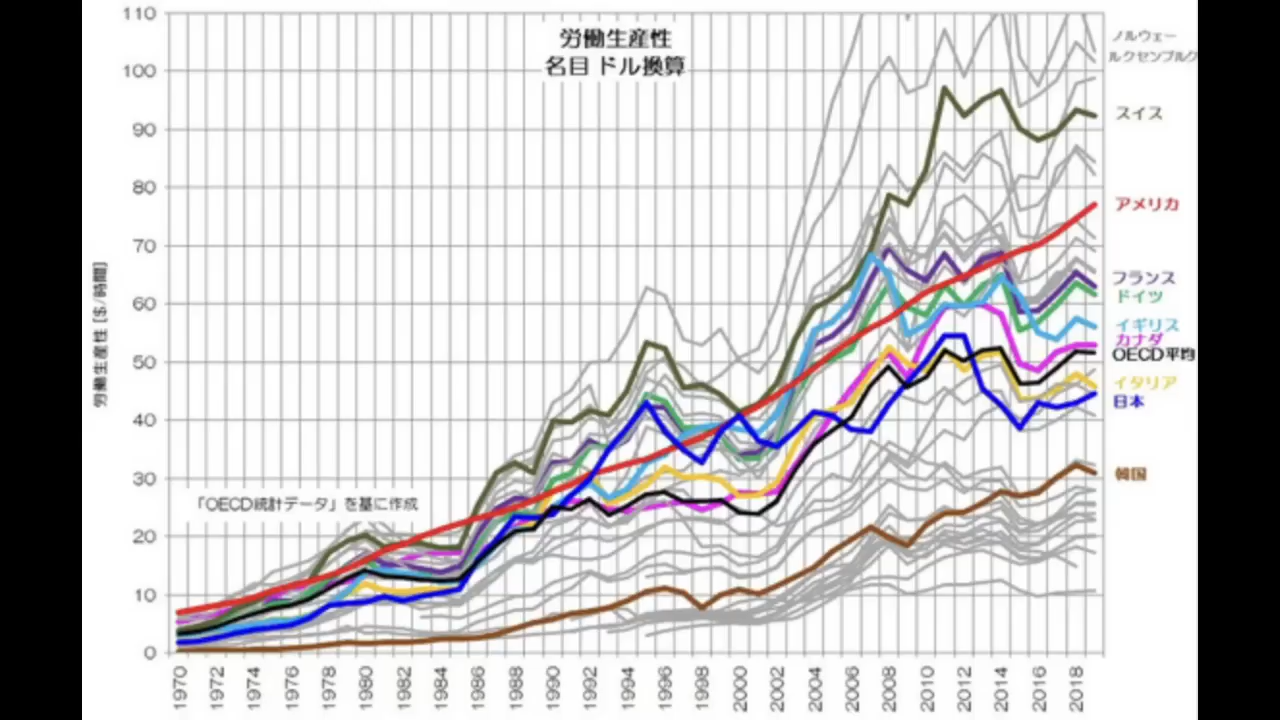 労働生産性
名目 ドル換算
110
100
90
80
70
60
50
40
30
20
10
0
労働生産性 [$/時間]
「OECD統計データ」を基に作成
ノルウェー
ルクセンブルク
スイス
アメリカ
フランス
ドイツ
イギリス
カナダ
OECD平均
イタリア
日本
韓国
1970
1972
1974
1976
1978
1980
1982
1984
1986
1988
1990
1992
1994
1996
1998
2000
2002
2004
2006
2008
2010
2012
2014
2016
2018